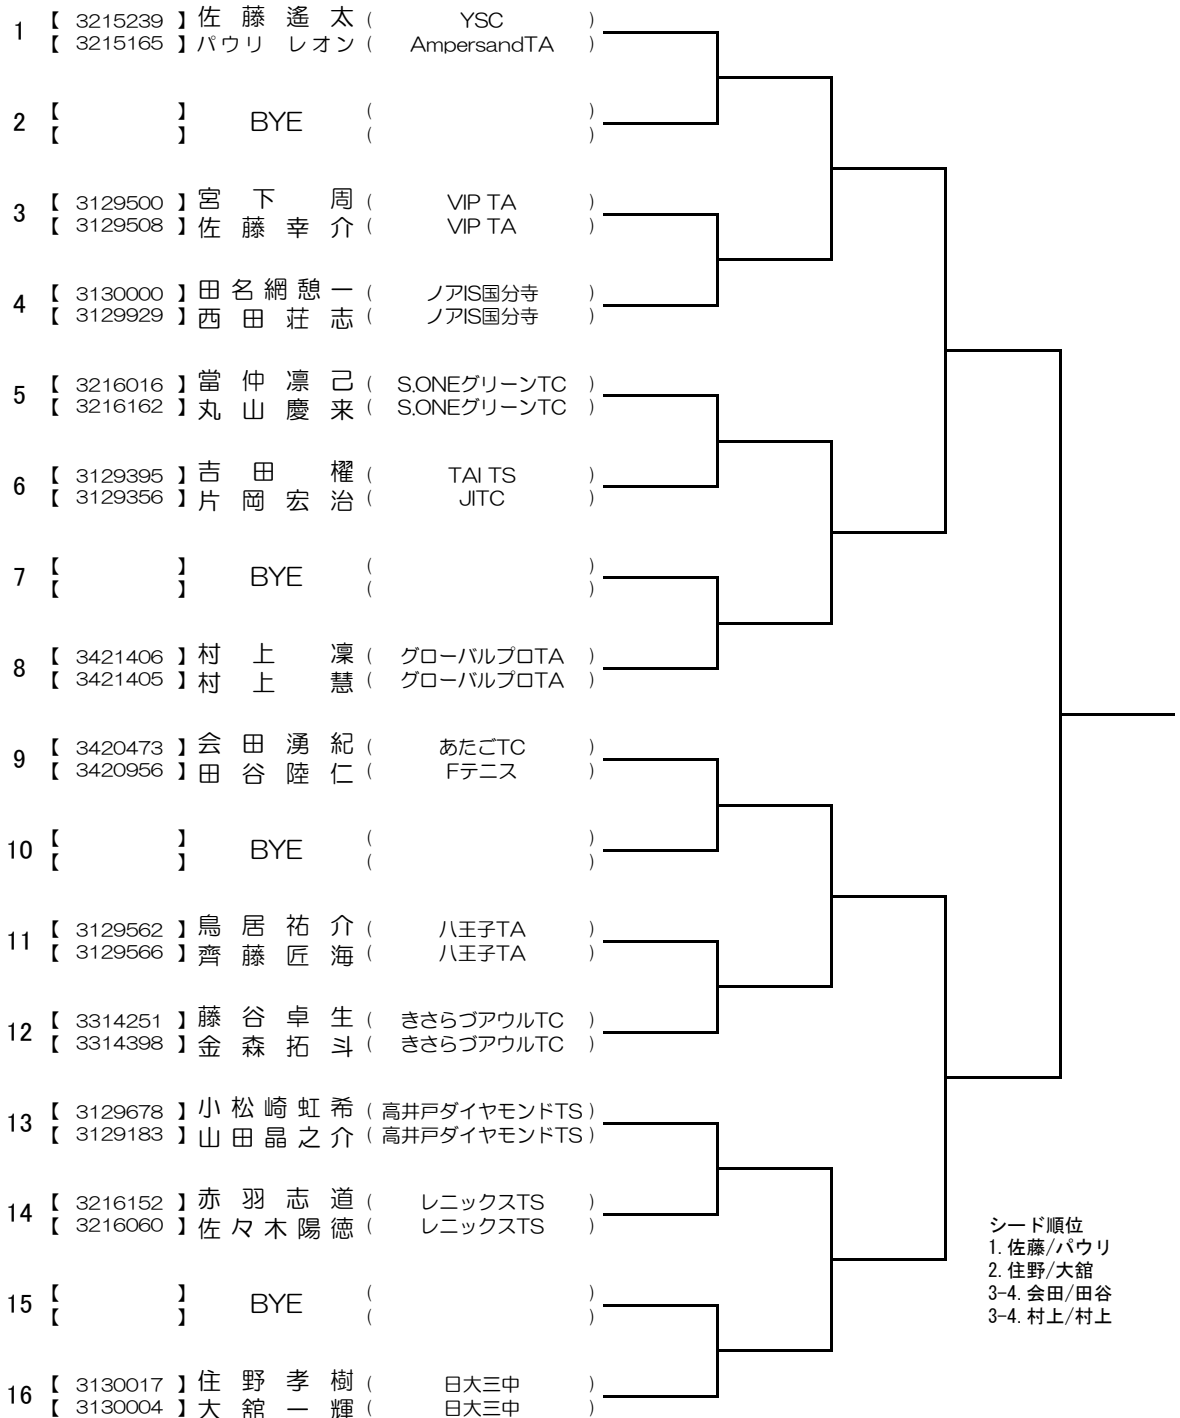 1 【 3215239 】 佐藤遙太 ( YSC )
【 3215165 】 パウリ レオン ( AmpersandTA )
2 【 】 BYE ( )
【 】 ( )
3 【 3129500 】 宮下周 ( VIP TA )
【 3129508 】 佐藤幸介 ( VIP TA )
4 【 3130000 】 田名網憩一 ( ノアIS国分寺 )
【 3129929 】 西田荘志 ( ノアIS国分寺 )
5 【 3216016 】 當仲凛己 ( S.ONEグリーンTC )
【 3216162 】 丸山慶来 ( S.ONEグリーンTC )
6 【 3129395 】 吉田櫂 ( TAI TS )
【 3129356 】 片岡宏治 ( JITC )
7 【 】 BYE ( )
【 】 ( )
8 【 3421406 】 村上凜 ( グローバルプロTA )
【 3421405 】 村上慧 ( グローバルプロTA )
9 【 3420473 】 会田湧紀 ( あたごTC )
【 3420956 】 田谷陸仁 ( Fテニス )
10 【 】 BYE ( )
【 】 ( )
11 【 3129562 】 鳥居祐介 ( 八王子TA )
【 3129566 】 齊藤匠海 ( 八王子TA )
12 【 3314251 】 藤谷卓生 ( きさらづアウルTC )
【 3314398 】 金森拓斗 ( きさらづアウルTC )
13 【 3129678 】 小松崎虹希 ( 高井戸ダイヤモンドTS )
【 3129183 】 山田晶之介 ( 高井戸ダイヤモンドTS )
14 【 3216152 】 赤羽志道 ( レニックスTS )
【 3216060 】 佐々木陽徳 ( レニックスTS )
15 【 】 BYE ( )
【 】 ( )
16 【 3130017 】 住野孝樹 ( 日大三中 )
【 3130004 】 大舘一輝 ( 日大三中 )
シード順位
1. 佐藤/パウリ
2. 住野/大舘
3-4. 会田/田谷
3-4. 村上/村上